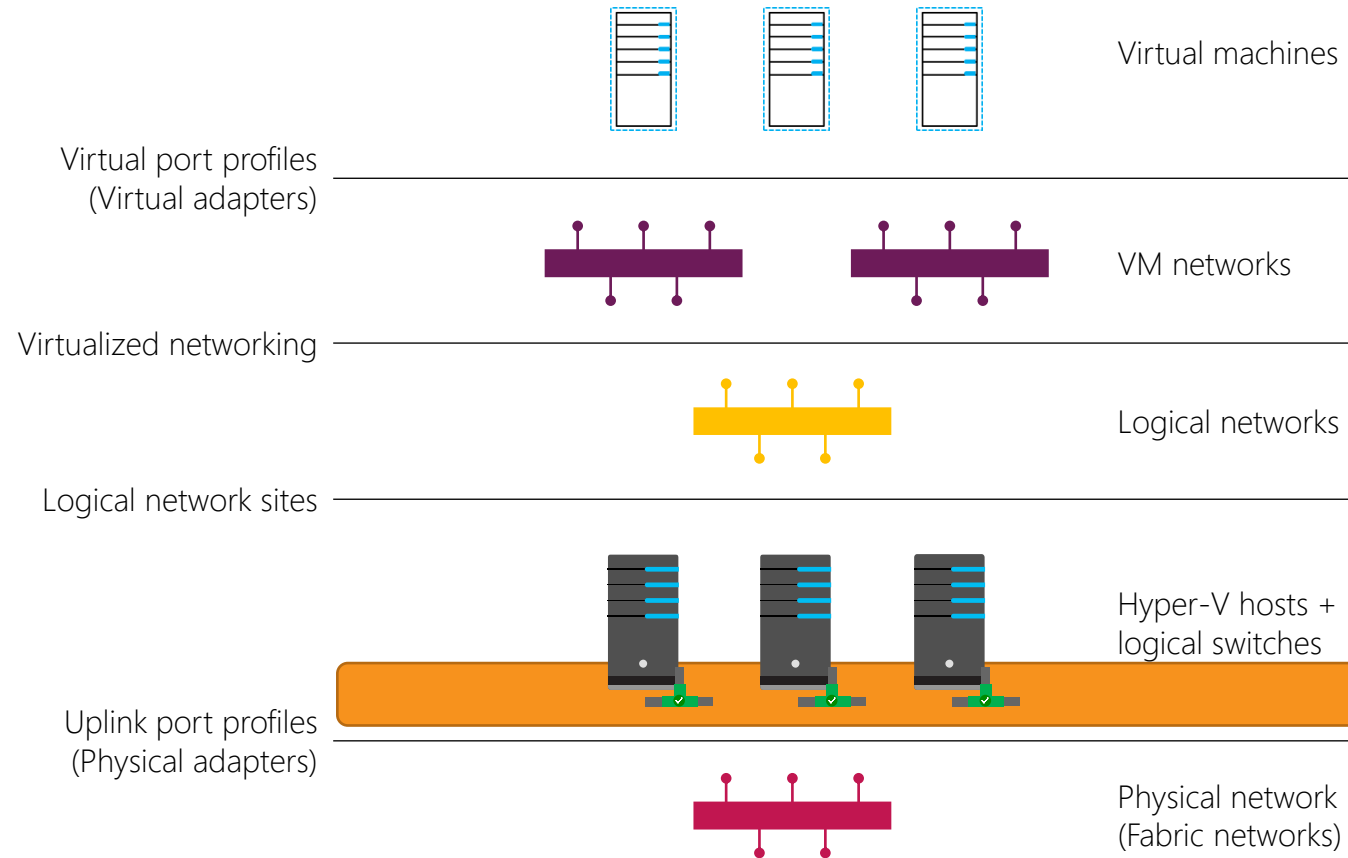 Virtual machines
Virtual port profiles
(Virtual adapters)
VM networks
Virtualized networking
Logical networks
Logical network sites
Hyper-V hosts +
logical switches
Uplink port profiles
(Physical adapters)
Physical network
(Fabric networks)